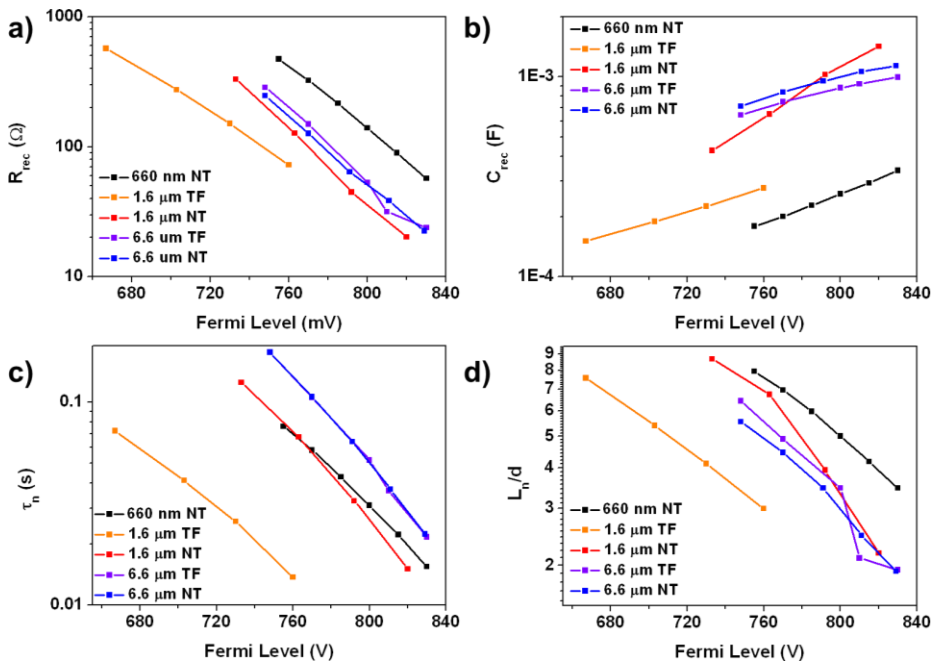 a)
1000
100
10
R_rec (Ω)
660 nm NT
1.6 μm TF
1.6 μm NT
6.6 um TF
6.6 um NT
680 720 760 800 840
Fermi Level (mV)
b)
1E-3
1E-4
C_rec (F)
660 nm NT
1.6 μm TF
1.6 μm NT
6.6 μm TF
6.6 μm NT
680 720 760 800 840
Fermi Level (V)
c)
0.1
0.01
τ_n (s)
660 nm NT
1.6 μm TF
1.6 μm NT
6.6 μm TF
6.6 μm NT
680 720 760 800 840
Fermi Level (V)
d)
9
8
7
6
5
4
3
2
L_n/d
660 nm NT
1.6 μm TF
1.6 μm NT
6.6 μm TF
6.6 μm NT
680 720 760 800 840
Fermi Level (V)